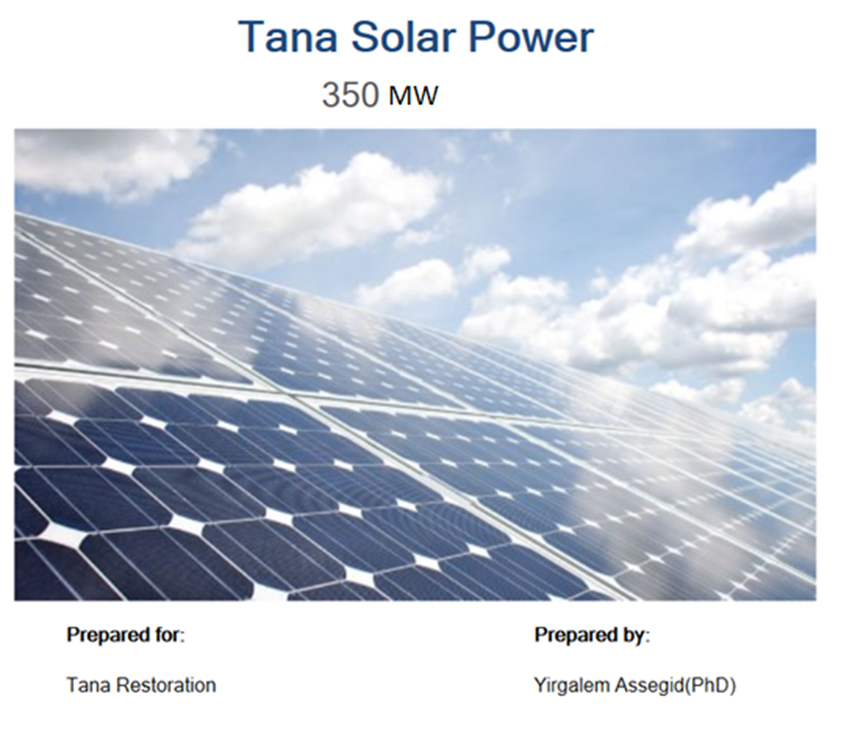 Tana Solar Power
350 MW
Prepared for:
Prepared by:
Tana Restoration
Yirgalem Assegid(PhD)